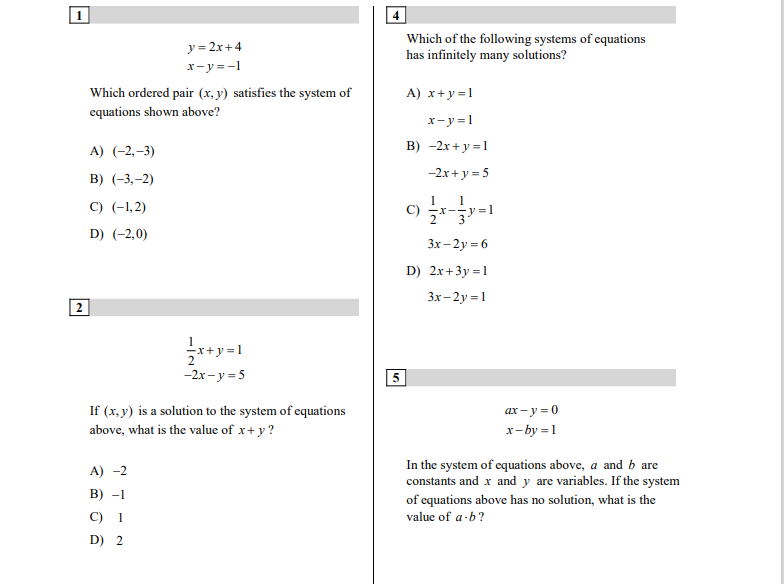 1
y = 2x + 4
x − y = −1
Which ordered pair (x, y) satisfies the system of
equations shown above?
A) (−2, −3)
B) (−3, −2)
C) (−1, 2)
D) (−2, 0)
2
1/2 x + y = 1
−2x − y = 5
If (x, y) is a solution to the system of equations
above, what is the value of x + y ?
A) −2
B) −1
C) 1
D) 2
4
Which of the following systems of equations
has infinitely many solutions?
A) x + y = 1
x − y = 1
B) −2x + y = 1
−2x + y = 5
C) 1/2 x − 1/3 y = 1
3x − 2y = 6
D) 2x + 3y = 1
3x − 2y = 1
5
ax − y = 0
x − by = 1
In the system of equations above, a and b are
constants and x and y are variables. If the system
of equations above has no solution, what is the
value of a · b ?